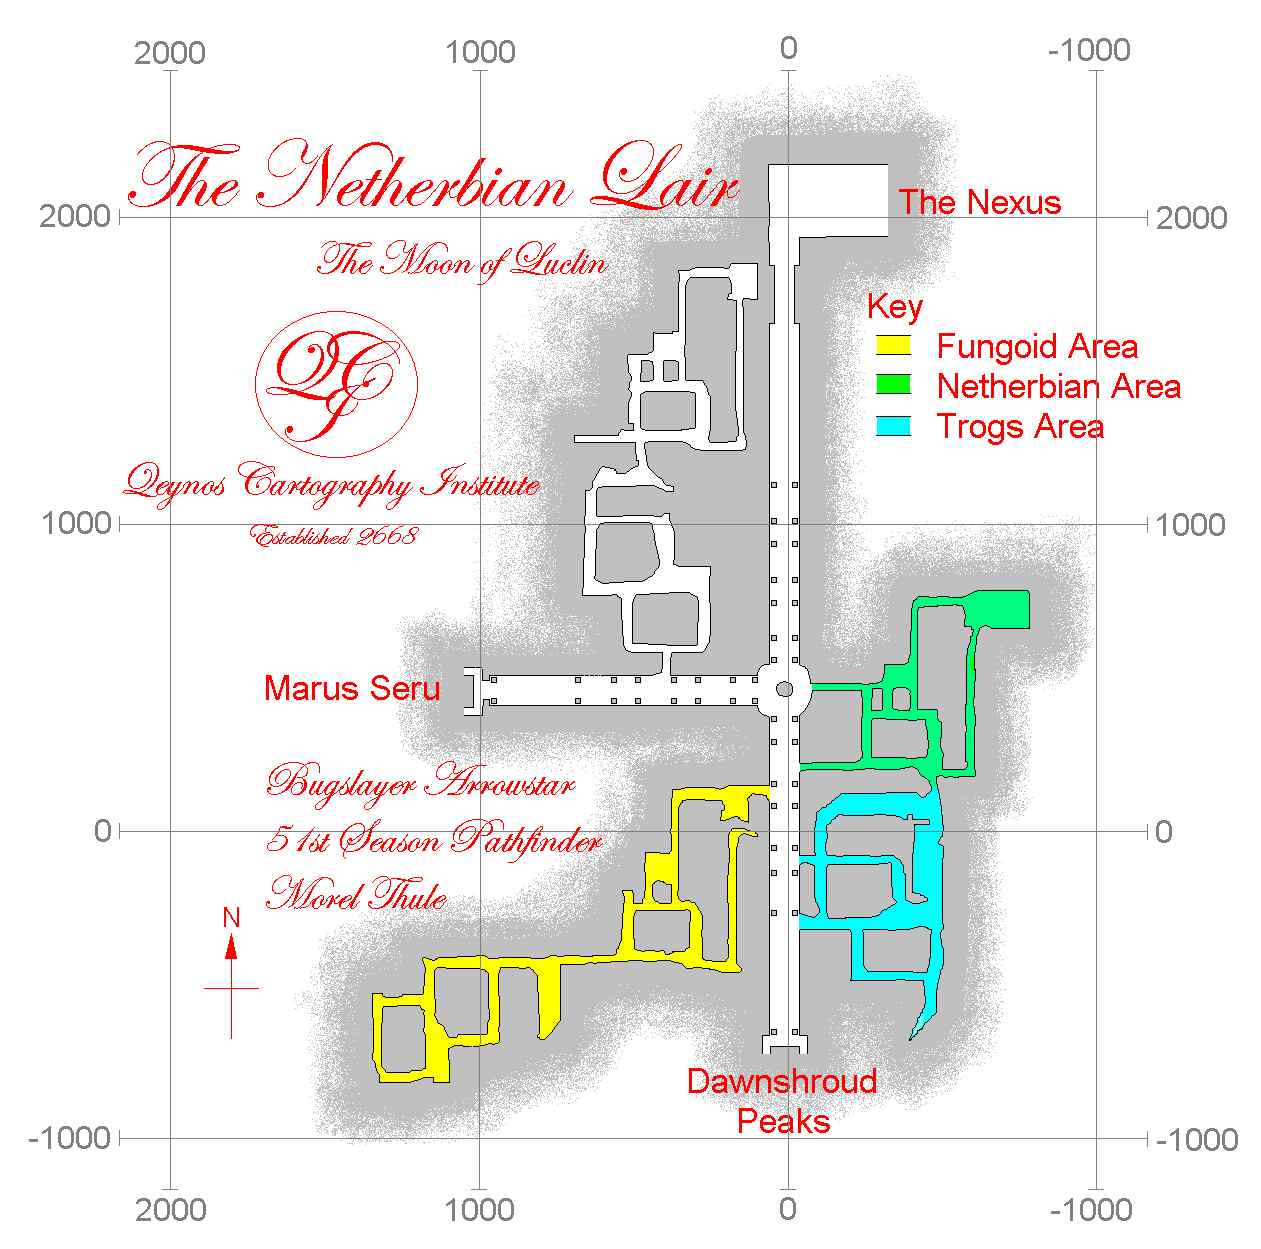 2000 1000 0 -1000
The Netherbian Lair
The Nexus
2000 2000
The Moon of Luclin
Key
Fungoid Area
Netherbian Area
Trogs Area
QCI
Qeynos Cartography Institute
1000 1000
Established 2668
Marus Seru
Bugslayer Arrowstar
0 0
51st Season Pathfinder
Morel Thule
N
Dawnshroud
Peaks
-1000 -1000
2000 1000 0 -1000